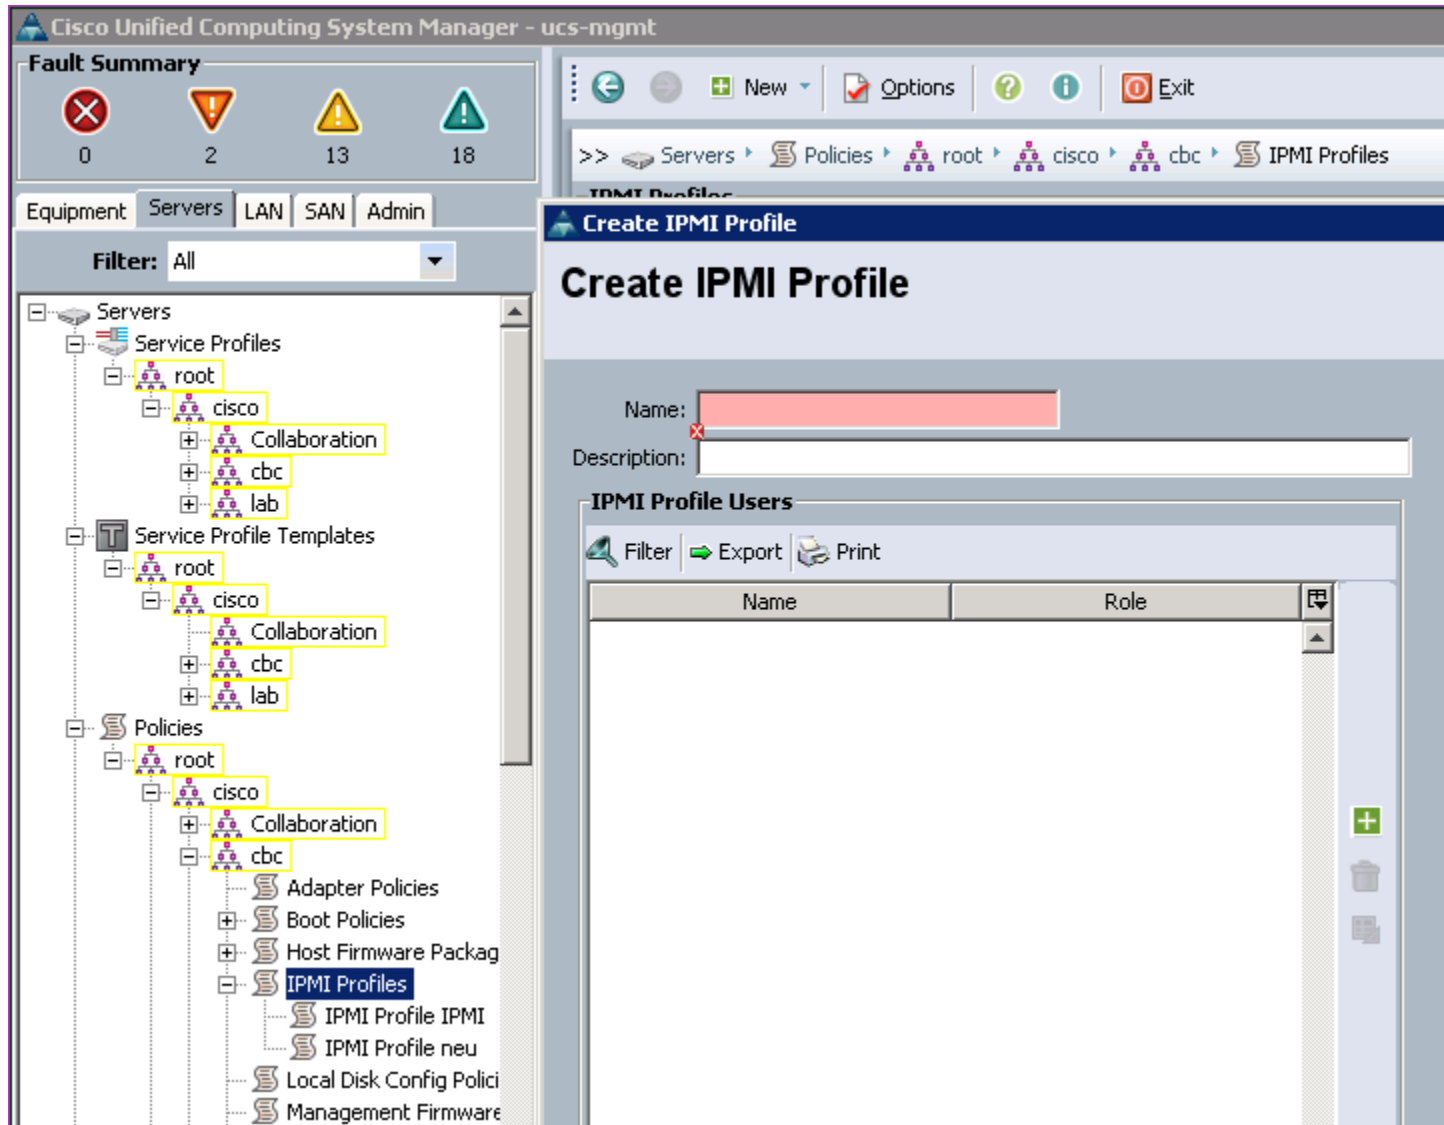 Cisco Unified Computing System Manager - ucs-mgmt
Fault Summary
0 2 13 18
New Options Exit
>> Servers Policies root cisco cbc IPMI Profiles
IPMI Profiles
Equipment Servers LAN SAN Admin
Filter: All
Servers
Service Profiles
root
cisco
Collaboration
cbc
lab
Service Profile Templates
root
cisco
Collaboration
cbc
lab
Policies
root
cisco
Collaboration
cbc
Adapter Policies
Boot Policies
Host Firmware Packag
IPMI Profiles
IPMI Profile IPMI
IPMI Profile neu
Local Disk Config Polici
Management Firmware
Create IPMI Profile
Create IPMI Profile
Name:
Description:
IPMI Profile Users
Filter Export Print
Name Role